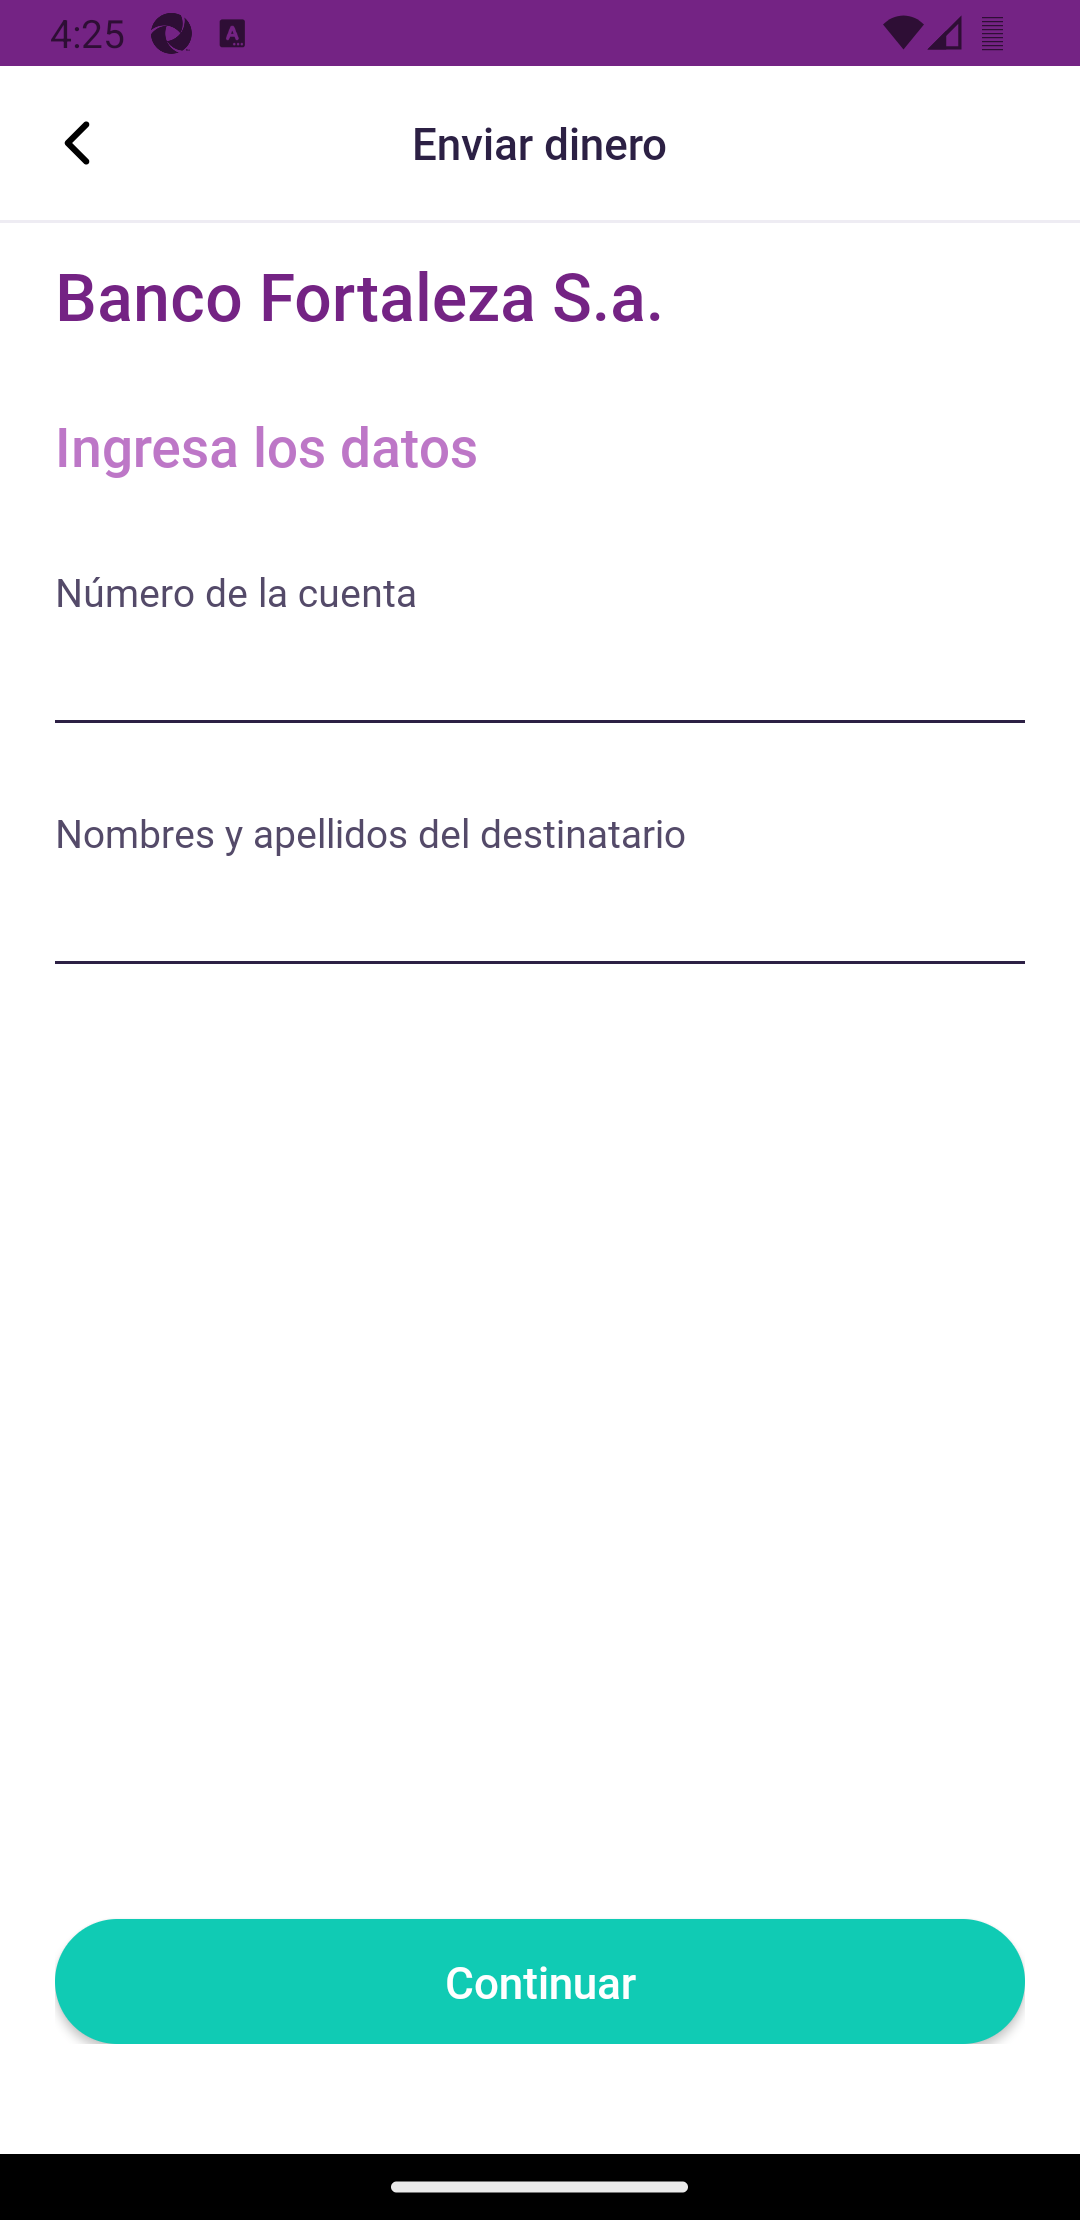 4:25
Enviar dinero
Banco Fortaleza S.a.
Ingresa los datos
Número de la cuenta
Nombres y apellidos del destinatario
Continuar